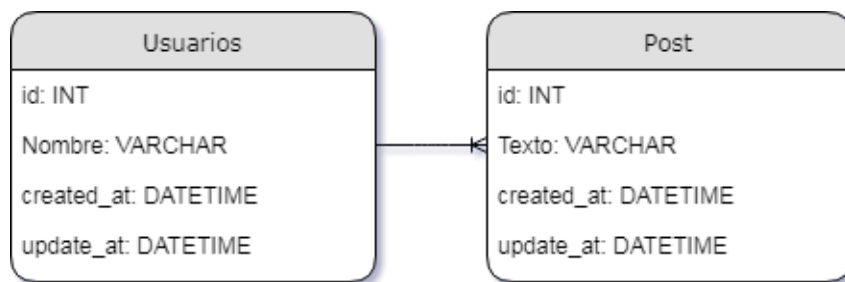 Usuarios
id: INT
Nombre: VARCHAR
created_at: DATETIME
update_at: DATETIME
Post
id: INT
Texto: VARCHAR
created_at: DATETIME
update_at: DATETIME